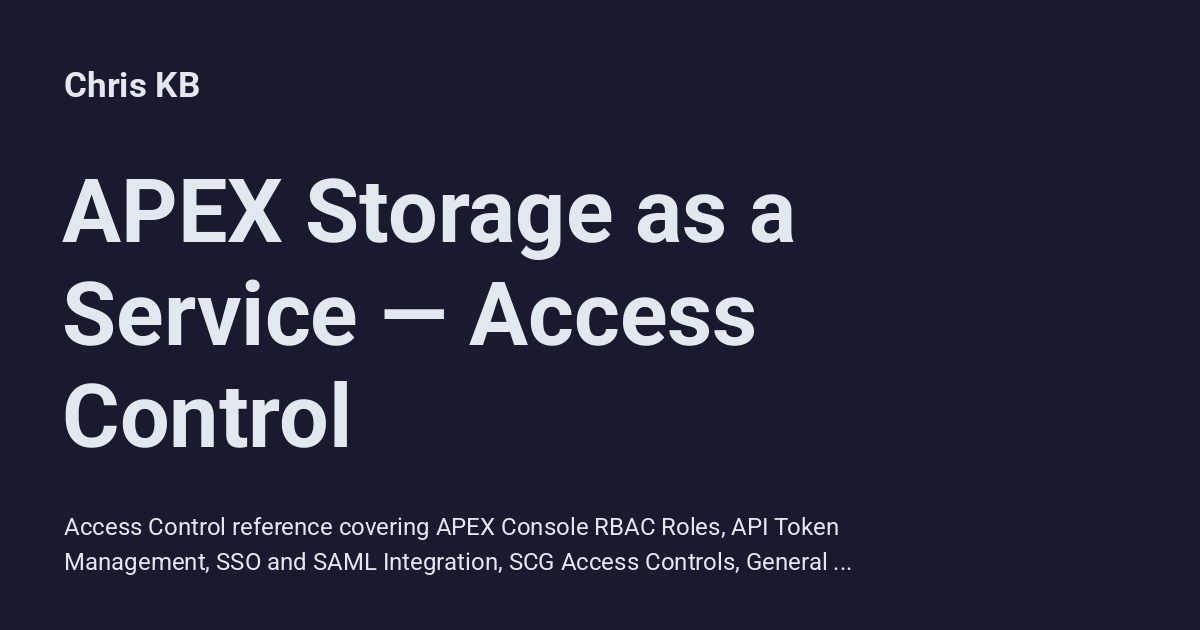 Chris KB
APEX Storage as a
Service — Access
Control
Access Control reference covering APEX Console RBAC Roles, API Token
Management, SSO and SAML Integration, SCG Access Controls, General ...